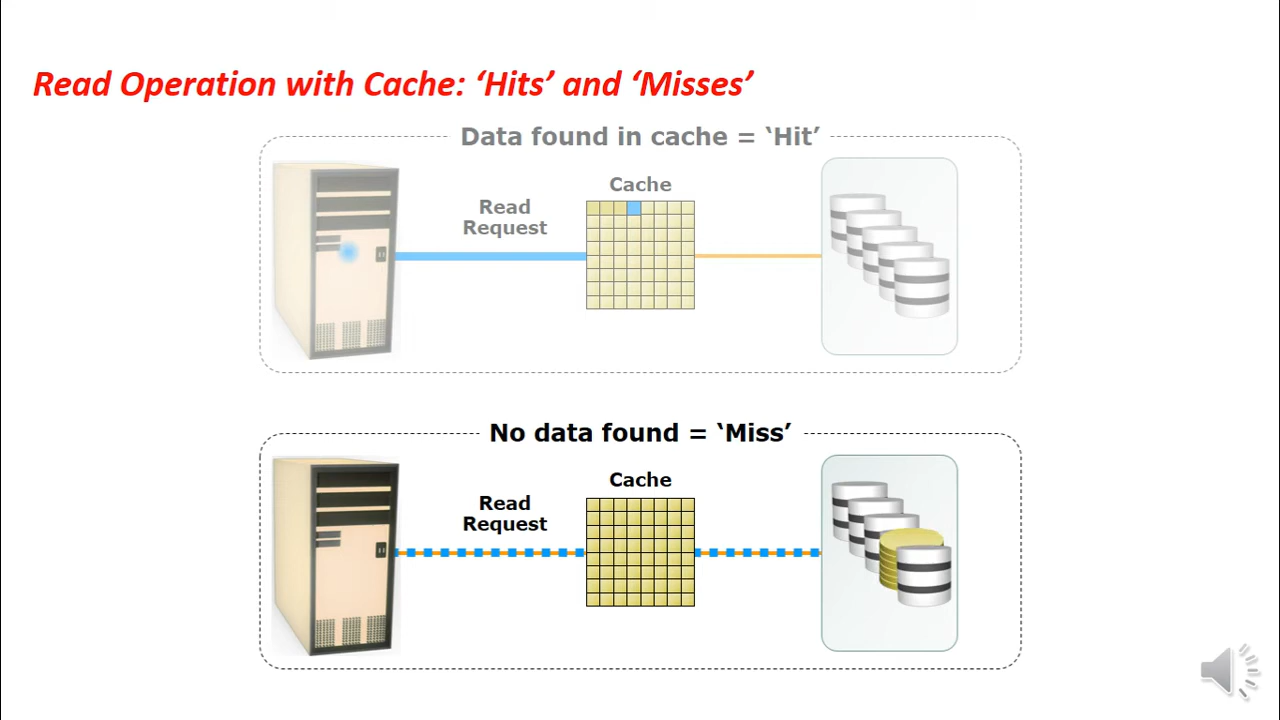 Read Operation with Cache: ‘Hits’ and ‘Misses’
Data found in cache = ‘Hit’
Cache
Read
Request
No data found = ‘Miss’
Cache
Read
Request